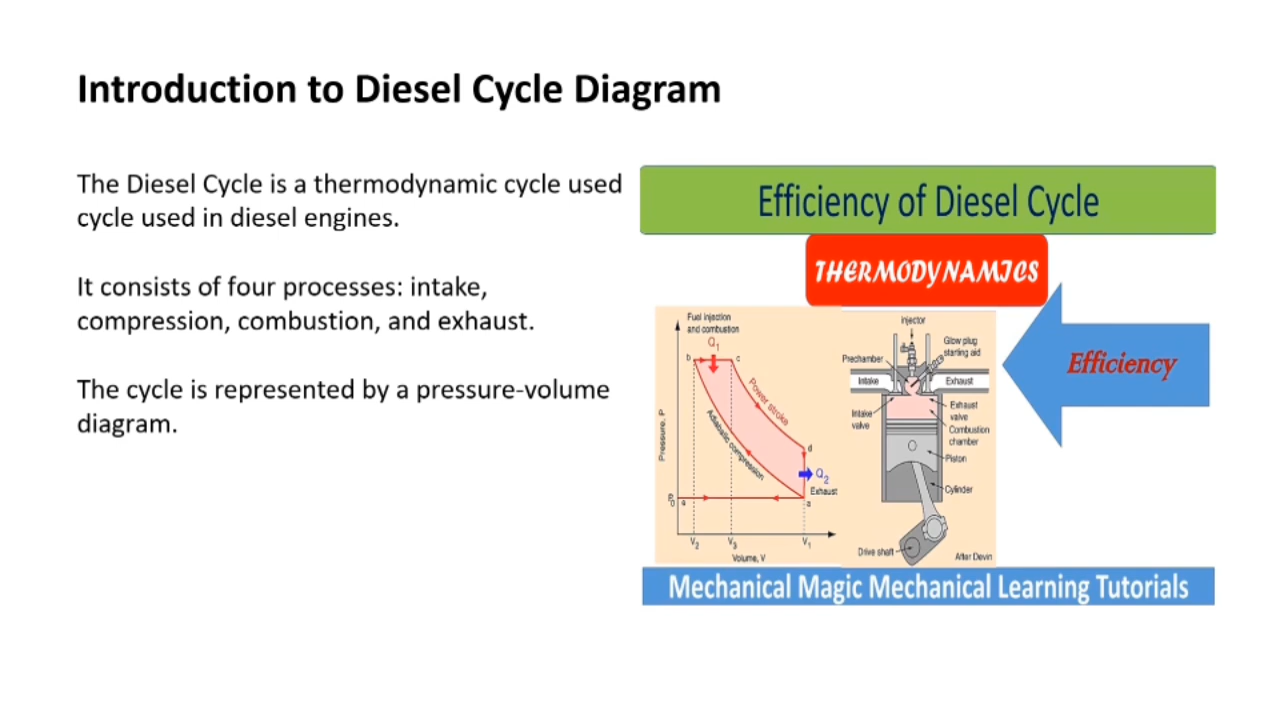 Introduction to Diesel Cycle Diagram
The Diesel Cycle is a thermodynamic cycle used
cycle used in diesel engines.
It consists of four processes: intake,
compression, combustion, and exhaust.
The cycle is represented by a pressure-volume
diagram.
Efficiency of Diesel Cycle
THERMODYNAMICS
Efficiency
Fuel injection
and combustion
Q1
b
c
Power stroke
Adiabatic compression
d
Q2
Exhaust
a
Pressure, P
P0
e
V2
V3
V1
Volume, V
Injector
Glow plug
starting aid
Prechamber
Intake
Exhaust
Intake
valve
Exhaust
valve
Combustion
chamber
Piston
Cylinder
Drive shaft
After Devin
Mechanical Magic Mechanical Learning Tutorials